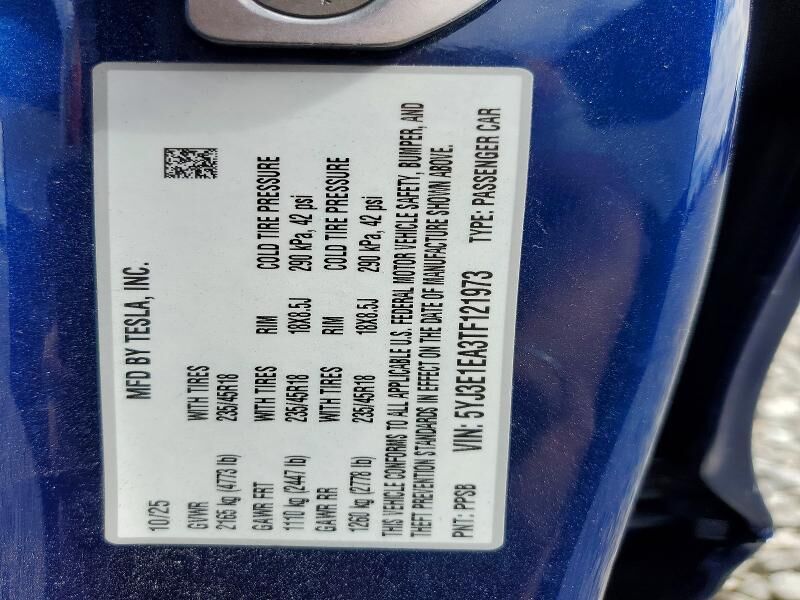 MFD BY TESLA, INC.
10/25
GVWR WITH TIRES RIM COLD TIRE PRESSURE
2165 kg (4773 lb) 235/45R18 18X8.5J 290 kPa, 42 psi
GAWR FRT WITH TIRES RIM COLD TIRE PRESSURE
1110 kg (2447 lb) 235/45R18 18X8.5J 290 kPa, 42 psi
GAWR RR
1260 kg (2778 lb)
THIS VEHICLE CONFORMS TO ALL APPLICABLE U.S. FEDERAL MOTOR VEHICLE SAFETY, BUMPER, AND
THEFT PREVENTION STANDARDS IN EFFECT ON THE DATE OF MANUFACTURE SHOWN ABOVE.
PNT: PPSB VIN: 5YJ3E1EA3TF121973 TYPE: PASSENGER CAR